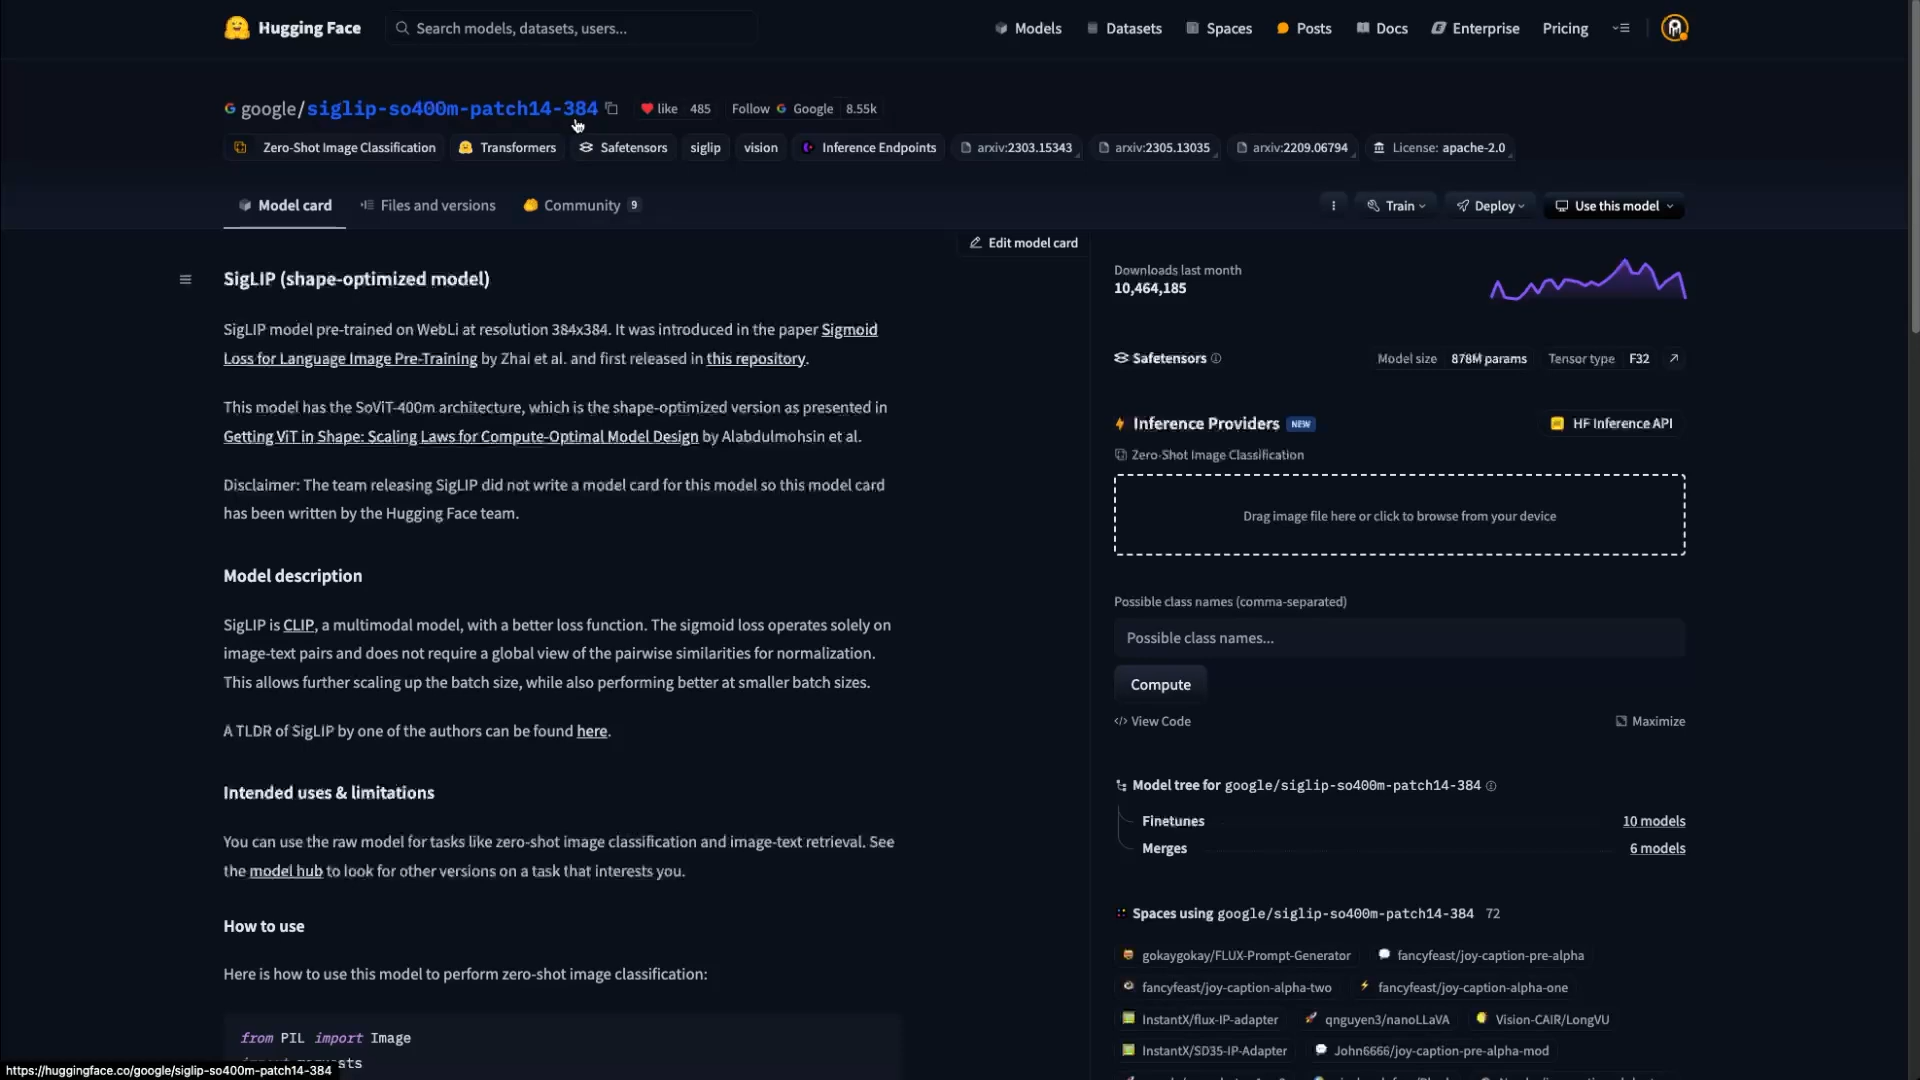 Hugging Face
Search models, datasets, users...
Models
Datasets
Spaces
Posts
Docs
Enterprise
Pricing
google/siglip-so400m-patch14-384
like 485
Follow Google 8.55k
Zero-Shot Image Classification
Transformers
Safetensors
siglip
vision
Inference Endpoints
arxiv:2303.15343
arxiv:2305.13035
arxiv:2209.06794
License: apache-2.0
Model card
Files and versions
Community 9
Train
Deploy
Use this model
Edit model card
SigLIP (shape-optimized model)
SigLIP model pre-trained on WebLi at resolution 384x384. It was introduced in the paper Sigmoid
Loss for Language Image Pre-Training by Zhai et al. and first released in this repository.
This model has the SoViT-400m architecture, which is the shape-optimized version as presented in
Getting ViT in Shape: Scaling Laws for Compute-Optimal Model Design by Alabdulmohsin et al.
Disclaimer: The team releasing SigLIP did not write a model card for this model so this model card
has been written by the Hugging Face team.
Model description
SigLIP is CLIP, a multimodal model, with a better loss function. The sigmoid loss operates solely on
image-text pairs and does not require a global view of the pairwise similarities for normalization.
This allows further scaling up the batch size, while also performing better at smaller batch sizes.
A TLDR of SigLIP by one of the authors can be found here.
Intended uses & limitations
You can use the raw model for tasks like zero-shot image classification and image-text retrieval. See
the model hub to look for other versions on a task that interests you.
How to use
Here is how to use this model to perform zero-shot image classification:
from PIL import Image
https://huggingface.co/google/siglip-so400m-patch14-384
Downloads last month
10,464,185
Safetensors
Model size 878M params
Tensor type F32
Inference Providers NEW
HF Inference API
Zero-Shot Image Classification
Drag image file here or click to browse from your device
Possible class names (comma-separated)
Possible class names...
Compute
</> View Code
Maximize
Model tree for google/siglip-so400m-patch14-384
Finetunes
10 models
Merges
6 models
Spaces using google/siglip-so400m-patch14-384 72
gokaygokay/FLUX-Prompt-Generator
fancyfeast/joy-caption-pre-alpha
fancyfeast/joy-caption-alpha-two
fancyfeast/joy-caption-alpha-one
InstantX/flux-IP-adapter
qnguyen3/nanoLLaVA
Vision-CAIR/LongVU
InstantX/SD35-IP-Adapter
John6666/joy-caption-pre-alpha-mod